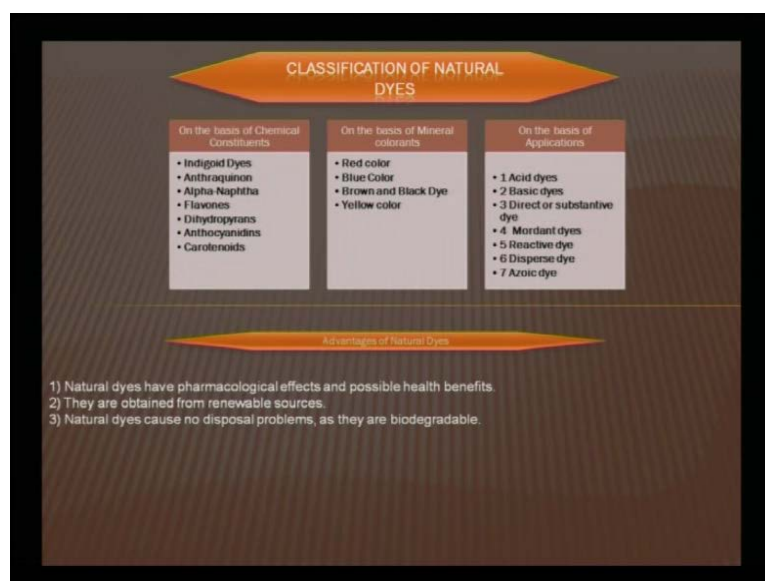 CLASSIFICATION OF NATURAL
DYES
On the basis of Chemical
Constituents
• Indigoid Dyes
• Anthraquinon
• Alpha-Naphtha
• Flavones
• Dihydropyrans
• Anthocyanidins
• Carotenoids
On the basis of Mineral
colorants
• Red color
• Blue Color
• Brown and Black Dye
• Yellow color
On the basis of
Applications
• 1 Acid dyes
• 2 Basic dyes
• 3 Direct or substantive
dye
• 4 Mordant dyes
• 5 Reactive dye
• 6 Disperse dye
• 7 Azoic dye
Advantages of Natural Dyes
1) Natural dyes have pharmacological effects and possible health benefits.
2) They are obtained from renewable sources.
3) Natural dyes cause no disposal problems, as they are biodegradable.